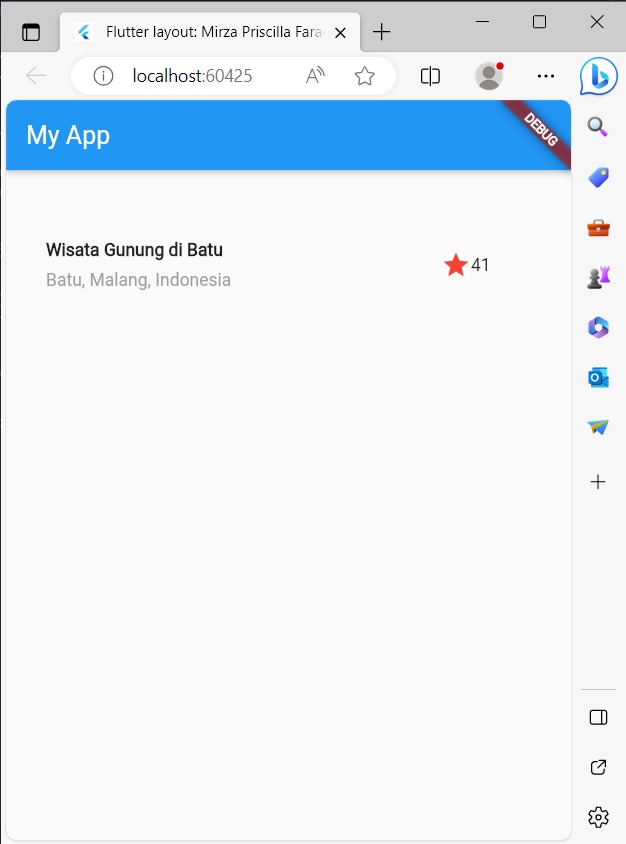 Flutter layout: Mirza Priscilla Fara
localhost:60425
My App
DEBUG
Wisata Gunung di Batu
41
Batu, Malang, Indonesia